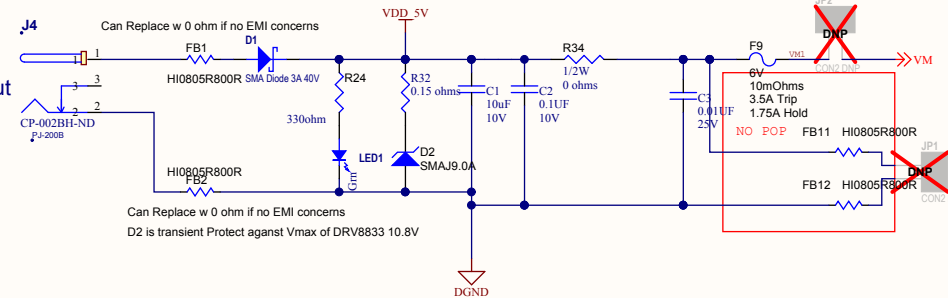 J4
Can Replace w 0 ohm if no EMI concerns
VDD_5V
JP2
DNP
CON2 DNP
D1
FB1
HI0805R800R
SMA Diode 3A 40V
1
1
3
3
2
2
ut
CP-002BH-ND
PJ-200B
R24
330ohm
R32
0.15 ohms
C1
10uF
10V
C2
0.1UF
10V
R34
1/2W
0 ohms
C3
0.01UF
25V
F9
6V
10mOhms
3.5A Trip
1.75A Hold
VM1
VM
NO POP
FB11
HI0805R800R
JP1
DNP
CON2
FB12
HI0805R800R
LED1
Grn
D2
SMAJ9.0A
HI0805R800R
FB2
Can Replace w 0 ohm if no EMI concerns
D2 is transient Protect aganst Vmax of DRV8833 10.8V
DGND